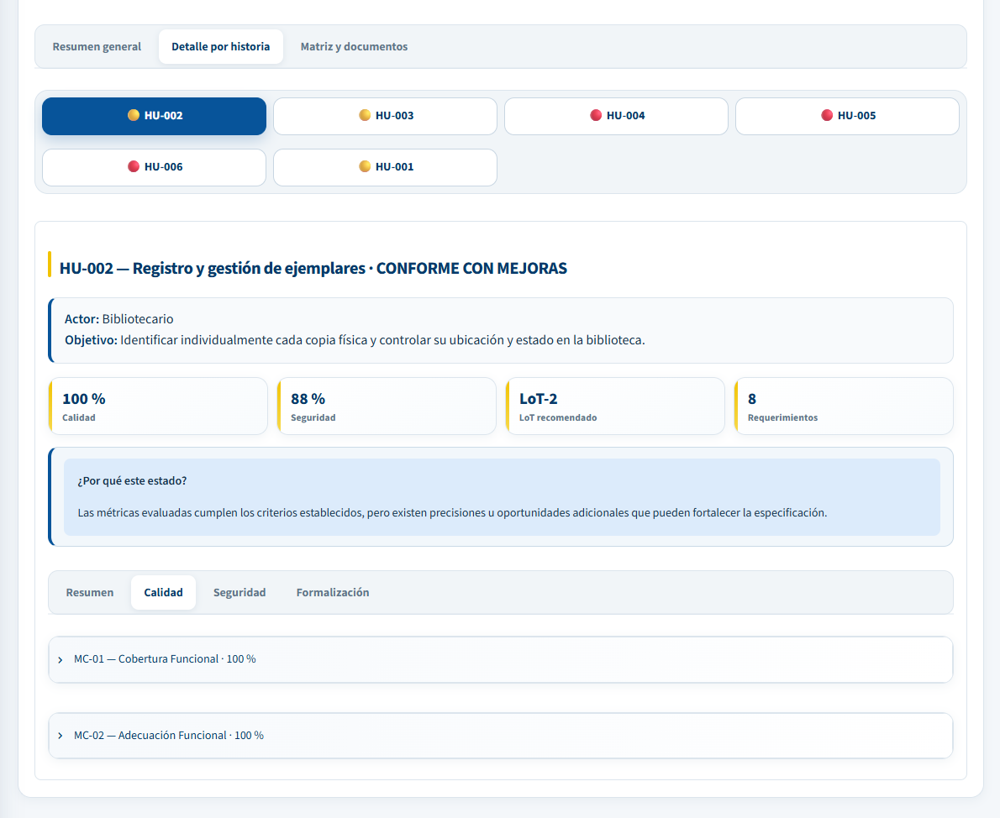 Resumen general
Detalle por historia
Matriz y documentos
HU-002
HU-003
HU-004
HU-005
HU-006
HU-001
HU-002 — Registro y gestión de ejemplares · CONFORME CON MEJORAS
Actor: Bibliotecario
Objetivo: Identificar individualmente cada copia física y controlar su ubicación y estado en la biblioteca.
100 %
Calidad
88 %
Seguridad
LoT-2
LoT recomendado
8
Requerimientos
¿Por qué este estado?
Las métricas evaluadas cumplen los criterios establecidos, pero existen precisiones u oportunidades adicionales que pueden fortalecer la especificación.
Resumen
Calidad
Seguridad
Formalización
MC-01 — Cobertura Funcional · 100 %
MC-02 — Adecuación Funcional · 100 %